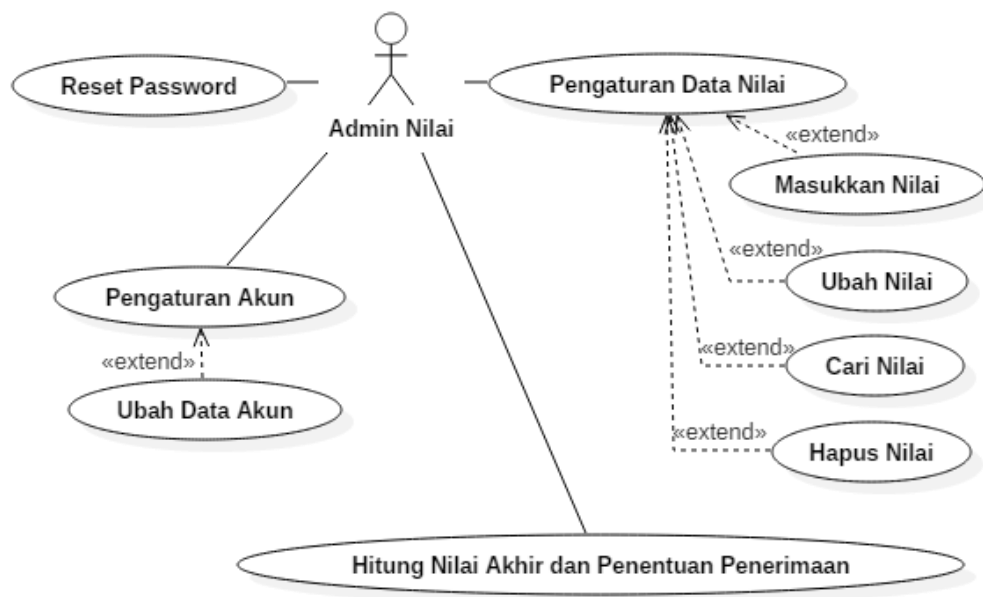 Reset Password
Pengaturan Data Nilai
Admin Nilai
«extend»
Masukkan Nilai
«extend»
Ubah Nilai
Pengaturan Akun
«extend»
Cari Nilai
«extend»
Ubah Data Akun
«extend»
Hapus Nilai
Hitung Nilai Akhir dan Penentuan Penerimaan